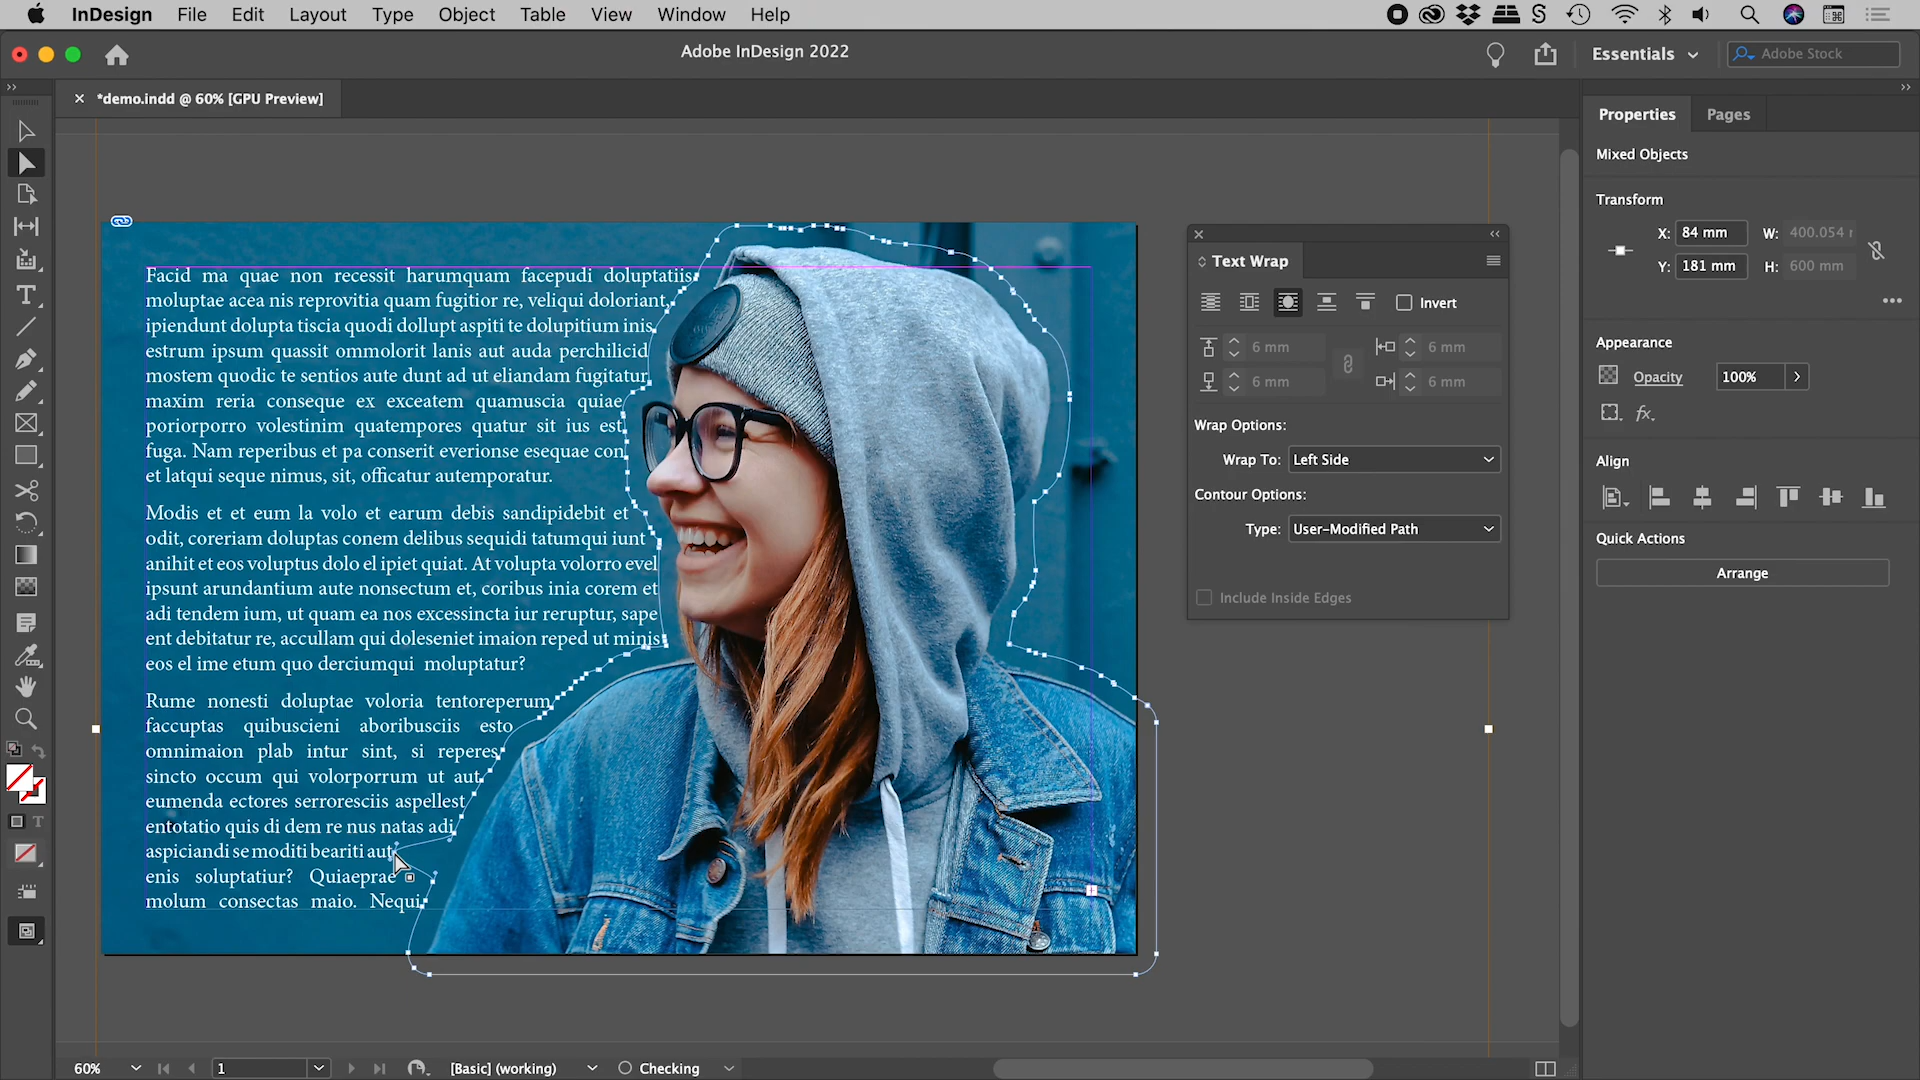 InDesign File Edit Layout Type Object Table View Window Help
Adobe InDesign 2022
Essentials
Adobe Stock
*demo.indd @ 60% [GPU Preview]
Properties Pages
Mixed Objects
Transform
X: 84 mm W: 400.054
Y: 181 mm H: 600 mm
Appearance
Opacity 100%
fx.
Align
Quick Actions
Arrange
Text Wrap
Invert
6 mm 6 mm
6 mm 6 mm
Wrap Options:
Wrap To: Left Side
Contour Options:
Type: User-Modified Path
Include Inside Edges
Facid ma quae non recessit harumquam facepudi doluptatiis
moluptae acea nis reprovitia quam fugitior re, veliqui doloriant,
ipiendunt dolupta tiscia quodi dollupt aspiti te dolupitium inis
estrum ipsum quassit ommolorit lanis aut auda perchilicid
mostem quodic te sentios aute dunt ad ut eliandam fugitatur
maxim reria conseque ex exceatem quamuscia quiae
poriorporro volestinim quatempores quatur sit ius est
fuga. Nam reperibus et pa conserit everionse esequae con
et latqui seque nimus, sit, officatur autemporatur.
Modis et et eum la volo et earum debis sandipidebit et
odit, coreriam doluptas conem delibus sequidi tatumqui iunt
anihit et eos voluptus dolo el ipiet quiat. At volupta volorro evel
ipsunt arundantium aute nonsectum et, coribus inia corem et
adi tendem ium, ut quam ea nos excessincta iur reruptur, sape
ent debitatur re, accullam qui doleseniet imaion reped ut minis
eos el ime etum quo derciumqui moluptatur?
Rume nonesti doluptae voloria tentoreperum
faccuptas quibuscieni aboribusciis esto
omnimaion plab intur sint, si reperes
sincto occum qui volorporrum ut aut
eumenda ectores serroresciis aspellest
entotatio quis di dem re nus natas adi
aspiciandi se moditi beariti aut
enis soluptatiur? Quiaeprae
molum consectas maio. Nequi
60% 1 [Basic] (working) Checking